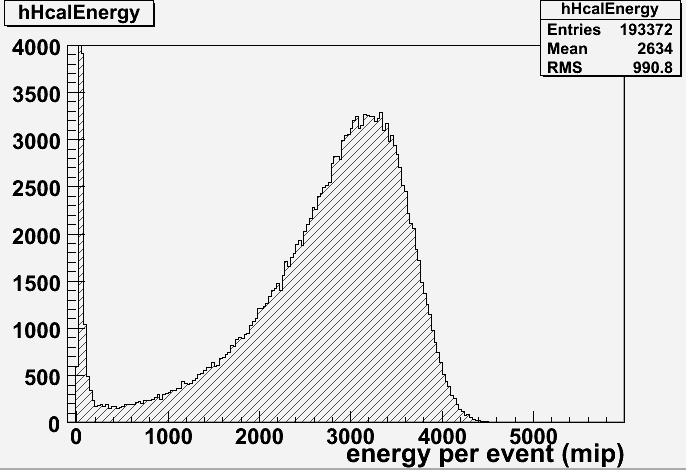 hHcalEnergy
hHcalEnergy
Entries 193372
Mean 2634
RMS 990.8
4000
3500
3000
2500
2000
1500
1000
500
0
0 1000 2000 3000 4000 5000
energy per event (mip)